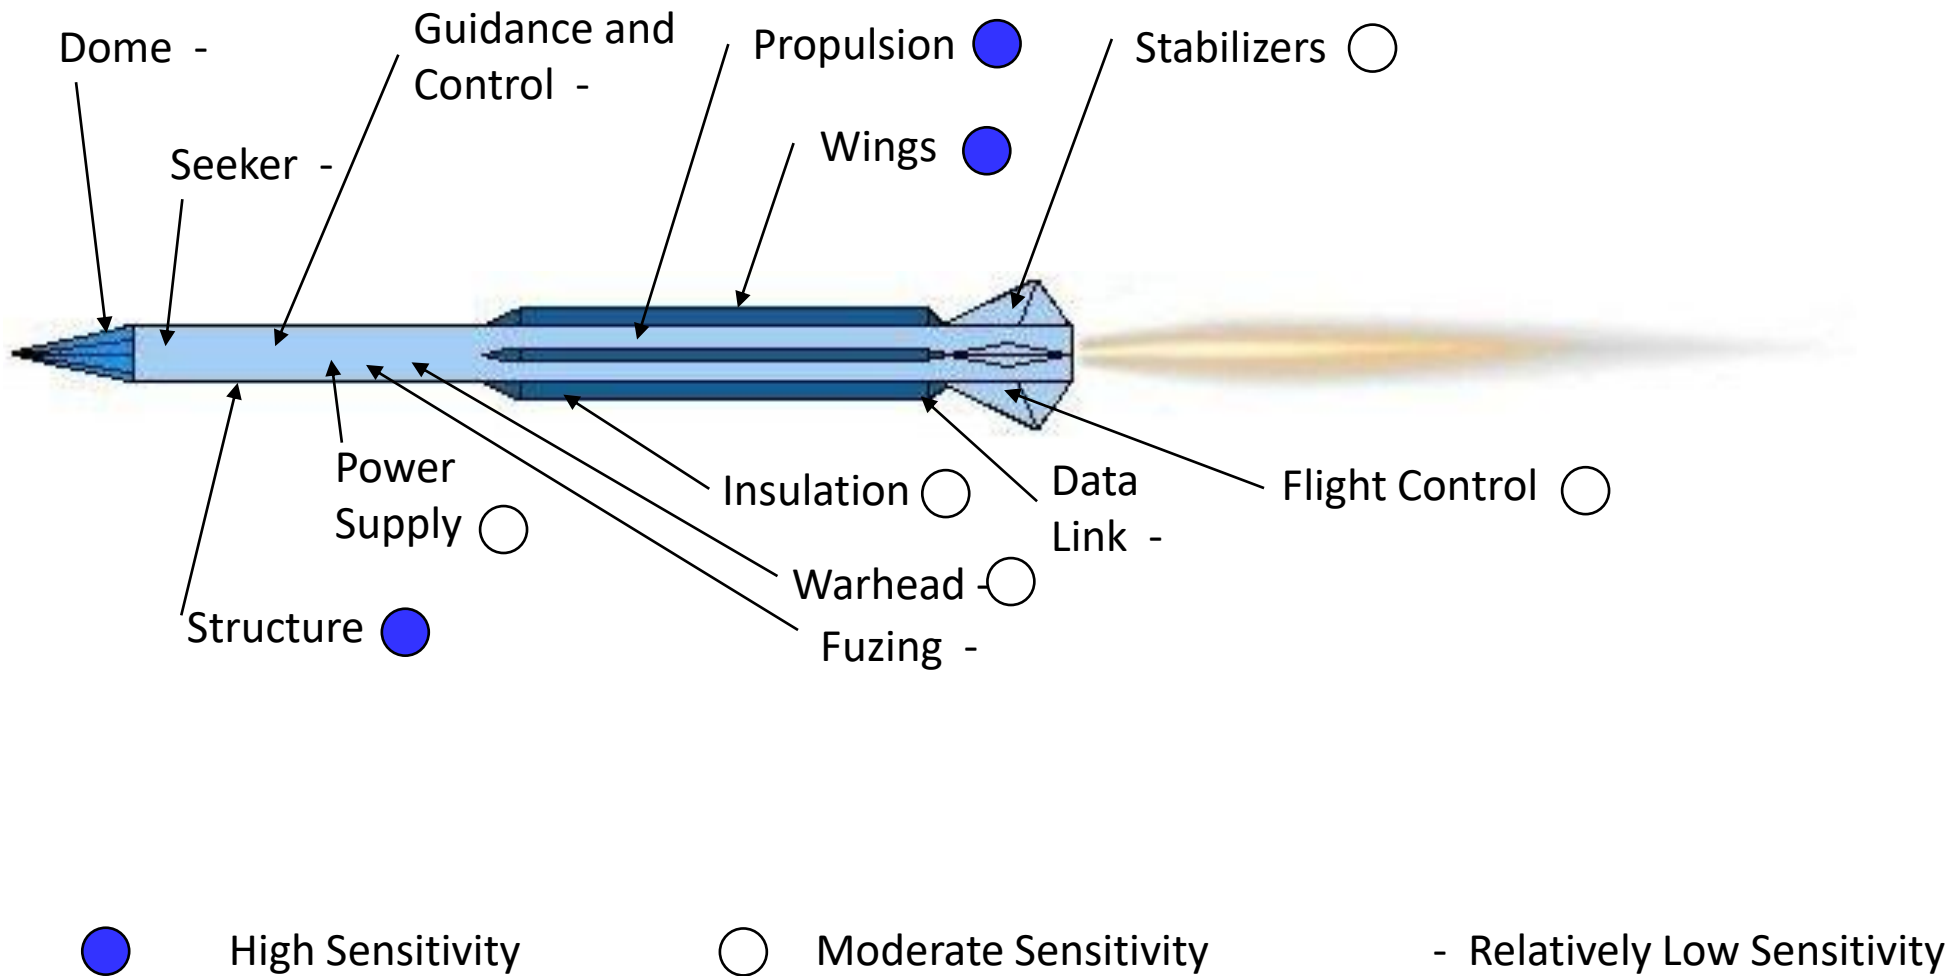 Dome -
Guidance and
Control -
Propulsion
Stabilizers
Wings
Seeker -
Power
Supply
Insulation
Data
Link -
Flight Control
Warhead -
Structure
Fuzing -
High Sensitivity
Moderate Sensitivity
- Relatively Low Sensitivity